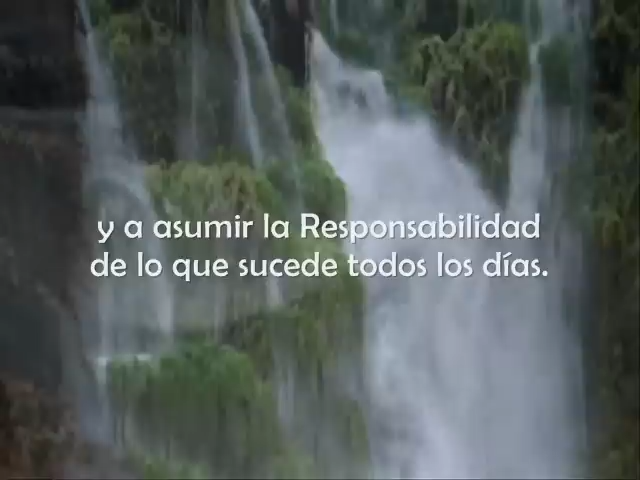 y a asumir la Responsabilidad
de lo que sucede todos los días.